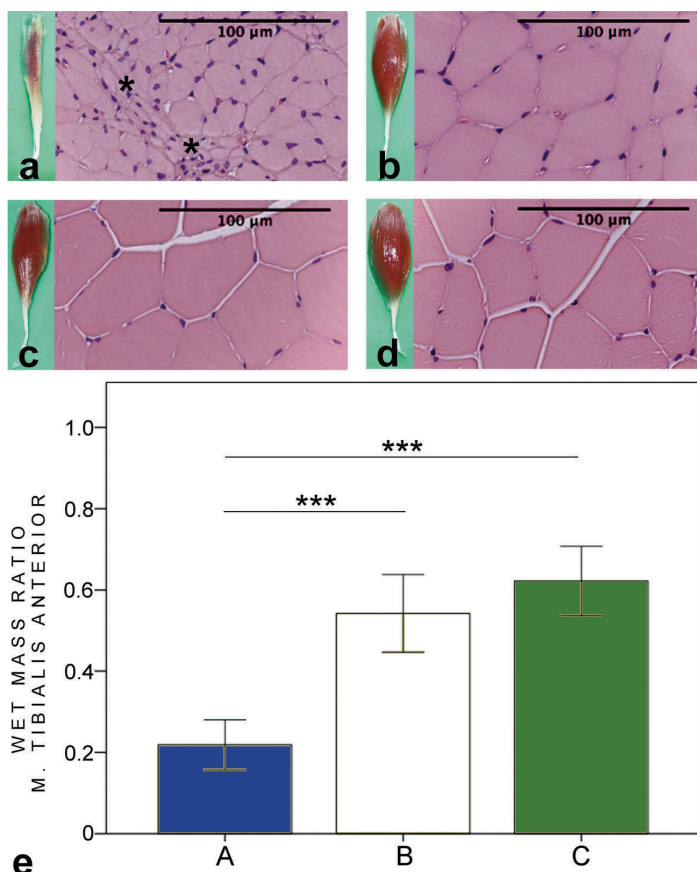 100 μm
*
*
a
100 μm
b
100 μm
c
100 μm
d
WET MASS RATIO
M. TIBIALIS ANTERIOR
1.0
0.8
0.6
0.4
0.2
0
***
***
A
B
C
e